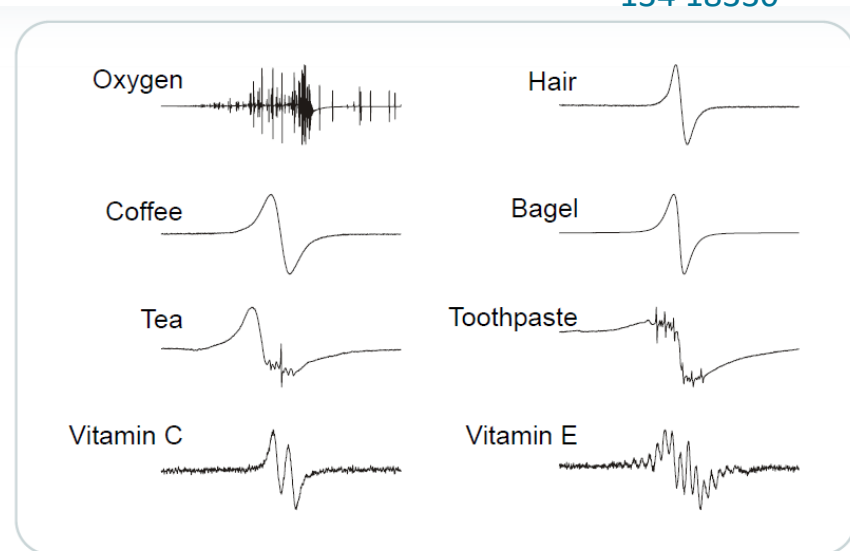 Oxygen
Hair
Coffee
Bagel
Tea
Toothpaste
Vitamin C
Vitamin E